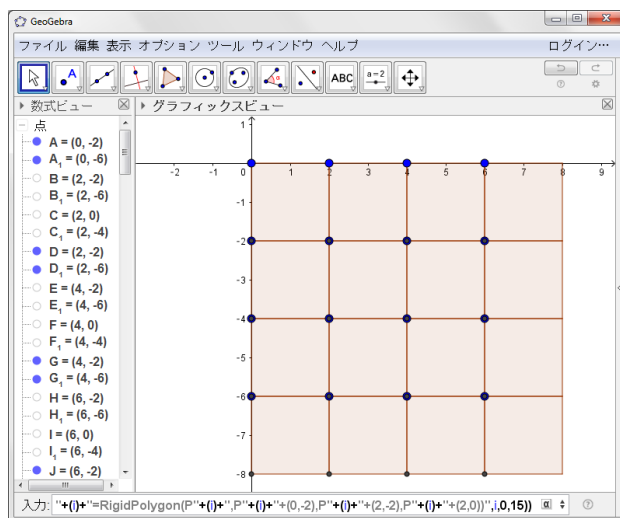 GeoGebra
ファイル 編集 表示 オプション ツール ウィンドウ ヘルプ ログイン…
A ABC a = 2
数式ビュー グラフィックスビュー
点
A = (0, -2)
A₁ = (0, -6)
B = (2, -2)
B₁ = (2, -6)
C = (2, 0)
C₁ = (2, -4)
D = (2, -2)
D₁ = (2, -6)
E = (4, -2)
E₁ = (4, -6)
F = (4, 0)
F₁ = (4, -4)
G = (4, -2)
G₁ = (4, -6)
H = (6, -2)
H₁ = (6, -6)
I = (6, 0)
I₁ = (6, -4)
J = (6, -2)
1
-2 -1 0 1 2 3 4 5 6 7 8 9
-1
-2
-3
-4
-5
-6
-7
-8
入力: "+(i)+"=RigidPolygon(P"+(i)+",P"+(i)+"+(0,-2),P"+(i)+"+(2,-2),P"+(i)+"+(2,0))",i,0,15)) α